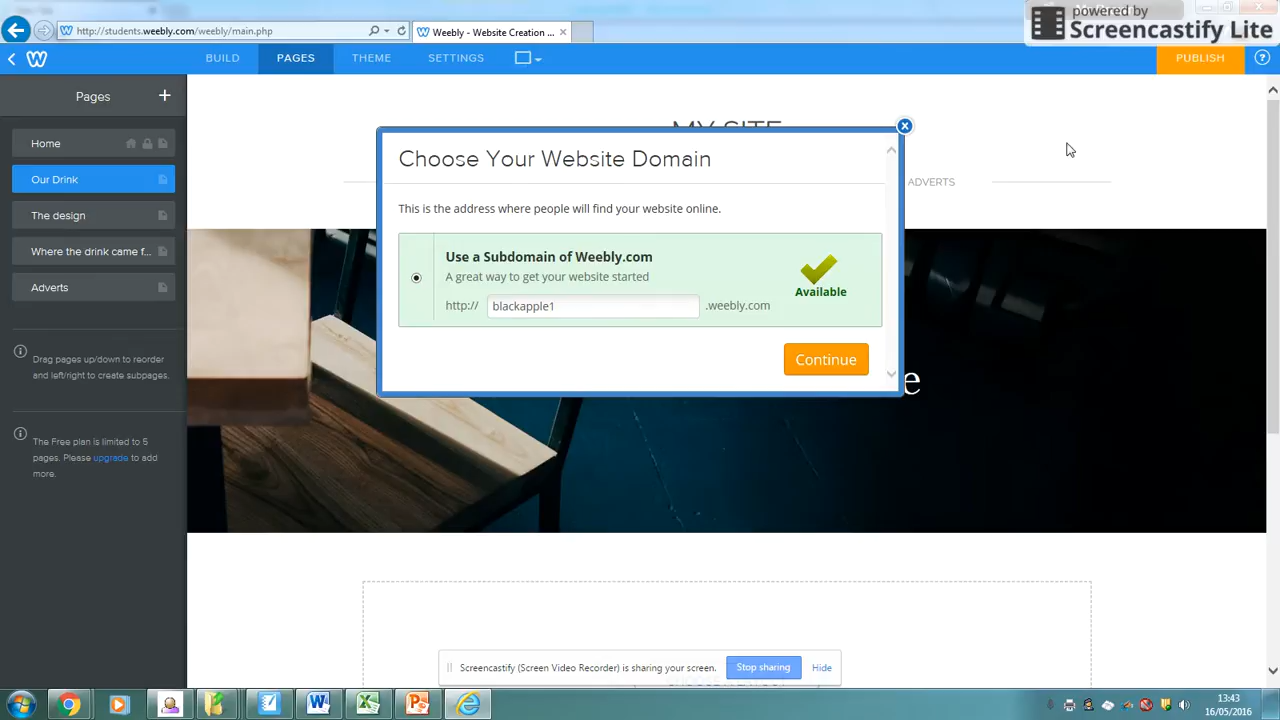 powered by
Screencastify Lite
http://students.weebly.com/weebly/main.php
Weebly - Website Creation ...
BUILD
PAGES
THEME
SETTINGS
PUBLISH
Pages
Home
Our Drink
The design
Where the drink came f...
Adverts
Drag pages up/down to reorder
and left/right to create subpages.
The Free plan is limited to 5
pages. Please upgrade to add
more.
MY SITE
ADVERTS
Choose Your Website Domain
This is the address where people will find your website online.
Use a Subdomain of Weebly.com
A great way to get your website started
http:// blackapple1 .weebly.com
Available
Continue
e
Screencastify (Screen Video Recorder) is sharing your screen. Stop sharing Hide
13:43
16/05/2016